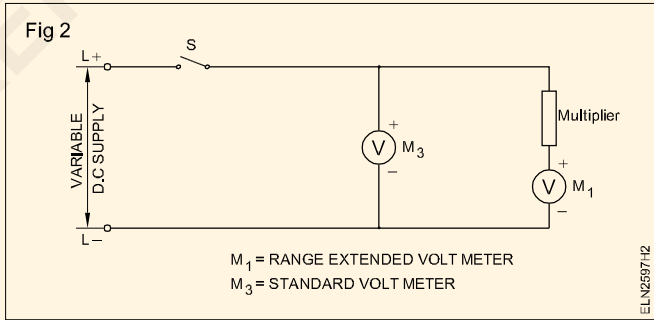 Fig 2
L +
S
+
V
M3
–
Multiplier
+
V
M1
–
VARIABLE
D.C SUPPLY
L –
M1 = RANGE EXTENDED VOLT METER
M3 = STANDARD VOLT METER
ELN2597H2